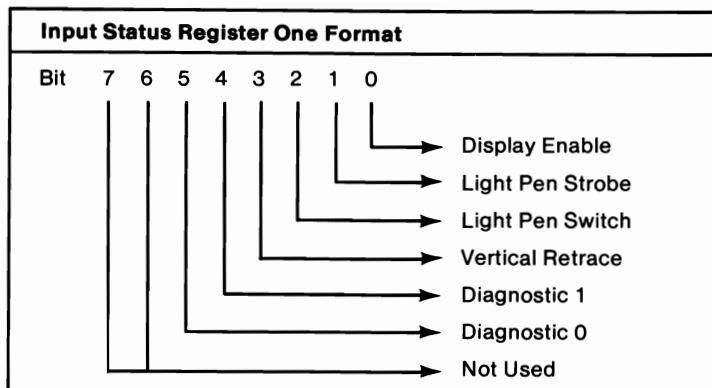 Input Status Register One Format
Bit 7 6 5 4 3 2 1 0
Display Enable
Light Pen Strobe
Light Pen Switch
Vertical Retrace
Diagnostic 1
Diagnostic 0
Not Used